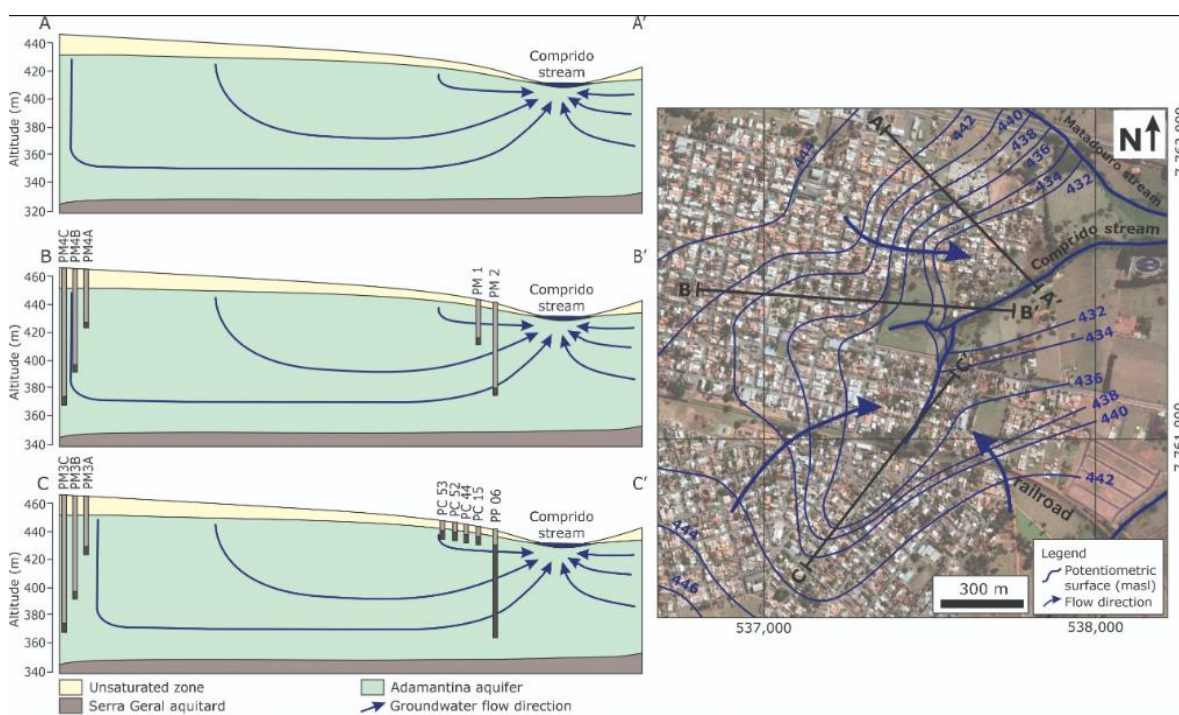 A A'
440
420
400
380
360
340
320
Altitude (m)
Comprido
stream
B B'
PM4C
PM4B
PM4A
PM 1
PM 2
460
440
420
400
380
360
340
Altitude (m)
Comprido
stream
C C'
PM3C
PM3B
PM3A
PC 53
PC 52
PC 44
PC 15
PP 06
460
440
420
400
380
360
340
Altitude (m)
Comprido
stream
Unsaturated zone
Adamantina aquifer
Serra Geral aquitard
Groundwater flow direction
N
A
444
442
440
438
436
434
432
Matadouro stream
Comprido stream
A'
B
B'
432
434
C'
436
438
440
442
railroad
C
444
446
Legend
Potentiometric
surface (masl)
Flow direction
300 m
537,000
538,000
7,761,000